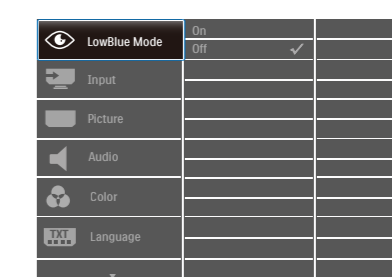 LowBlue Mode
On
Off
Input
Picture
Audio
Color
TXT
Language